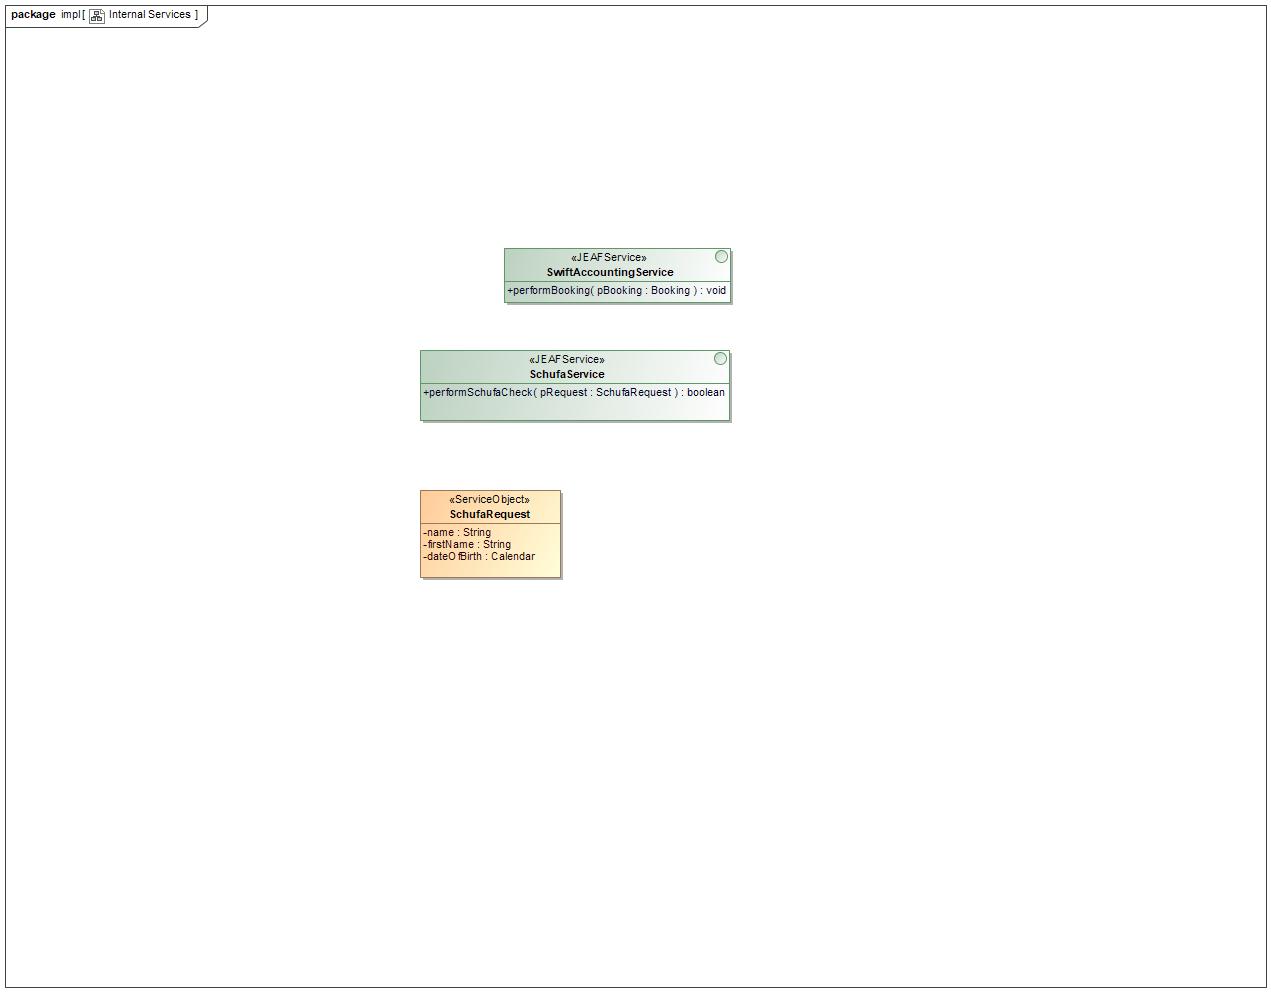 package impl[ Internal Services ]
«JEAFService»
SwiftAccountingService
+performBooking( pBooking : Booking ) : void
«JEAFService»
SchufaService
+performSchufaCheck( pRequest : SchufaRequest ) : boolean
«ServiceObject»
SchufaRequest
-name : String
-firstName : String
-dateOfBirth : Calendar